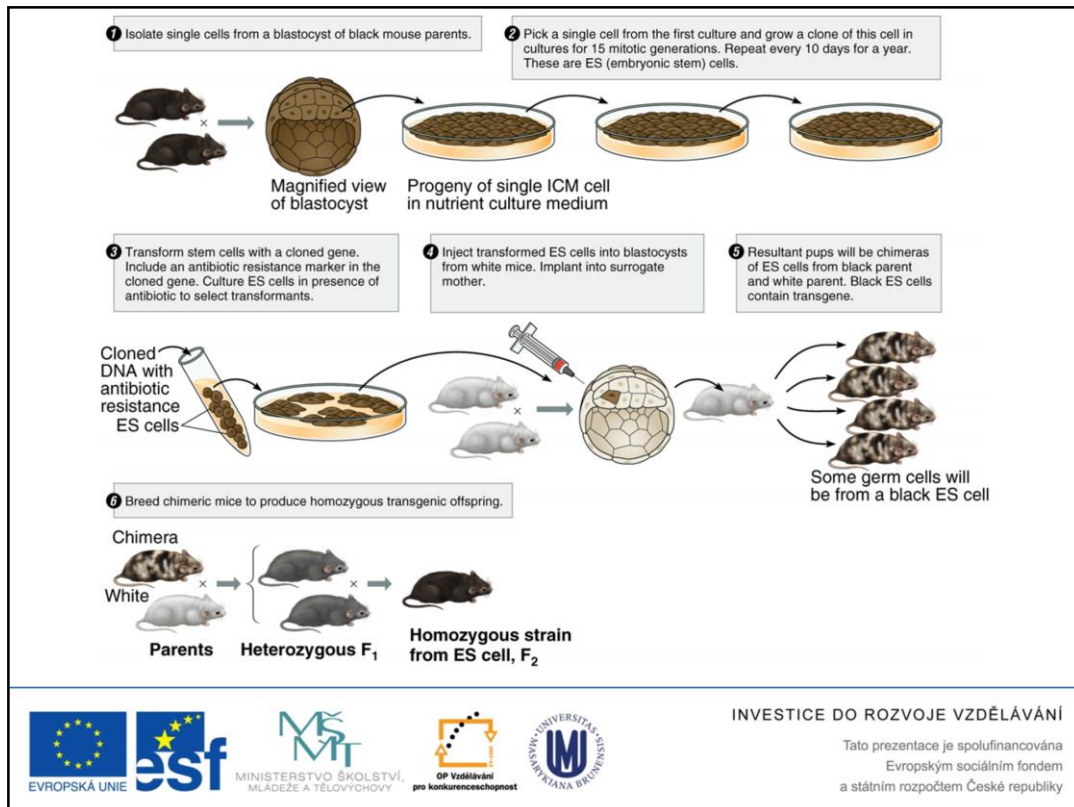 1 Isolate single cells from a blastocyst of black mouse parents.
2 Pick a single cell from the first culture and grow a clone of this cell in
cultures for 15 mitotic generations. Repeat every 10 days for a year.
These are ES (embryonic stem) cells.
×
Magnified view
of blastocyst
Progeny of single ICM cell
in nutrient culture medium
3 Transform stem cells with a cloned gene.
Include an antibiotic resistance marker in the
cloned gene. Culture ES cells in presence of
antibiotic to select transformants.
4 Inject transformed ES cells into blastocysts
from white mice. Implant into surrogate
mother.
5 Resultant pups will be chimeras
of ES cells from black parent
and white parent. Black ES cells
contain transgene.
Cloned
DNA with
antibiotic
resistance
ES cells
×
Some germ cells will
be from a black ES cell
6 Breed chimeric mice to produce homozygous transgenic offspring.
Chimera
×
×
White
Parents
Heterozygous F1
Homozygous strain
from ES cell, F2
EVROPSKÁ UNIE
esf
MŠMT
MINISTERSTVO ŠKOLSTVÍ,
MLÁDEŽE A TĚLOVÝCHOVY
OP Vzdělávání
pro konkurenceschopnost
UNIVERSITAS MASARYKIANA BRUNENSIS
INVESTICE DO ROZVOJE VZDĚLÁVÁNÍ
Tato prezentace je spolufinancována
Evropským sociálním fondem
a státním rozpočtem České republiky